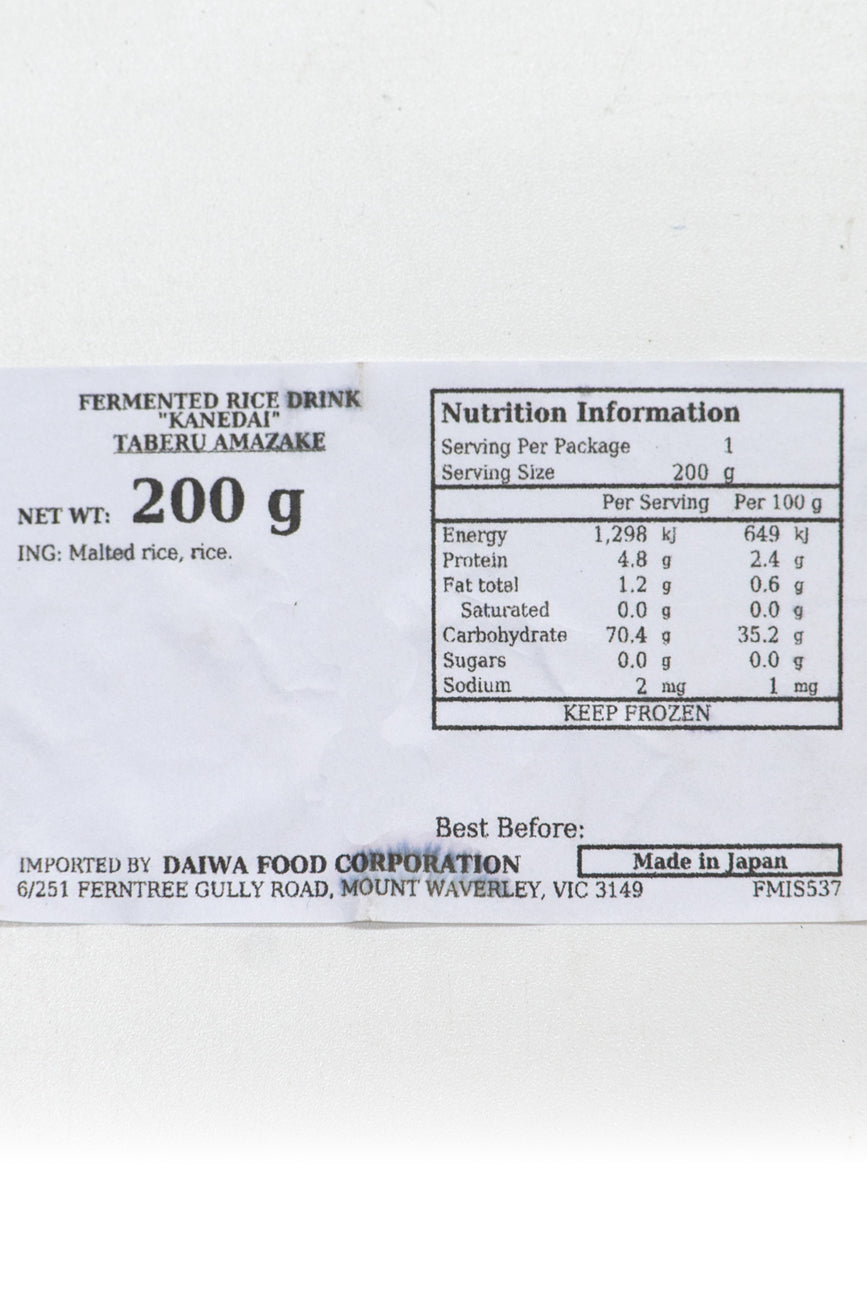 FERMENTED RICE DRINK
"KANEDAI"
TABERU AMAZAKE
NET WT: 200 g
ING: Malted rice, rice.
Nutrition Information
Serving Per Package 1
Serving Size 200 g
Per Serving Per 100 g
Energy 1,298 kJ 649 kJ
Protein 4.8 g 2.4 g
Fat total 1.2 g 0.6 g
Saturated 0.0 g 0.0 g
Carbohydrate 70.4 g 35.2 g
Sugars 0.0 g 0.0 g
Sodium 2 mg 1 mg
KEEP FROZEN
Best Before:
IMPORTED BY DAIWA FOOD CORPORATION
Made in Japan
6/251 FERNTREE GULLY ROAD, MOUNT WAVERLEY, VIC 3149
FMIS537